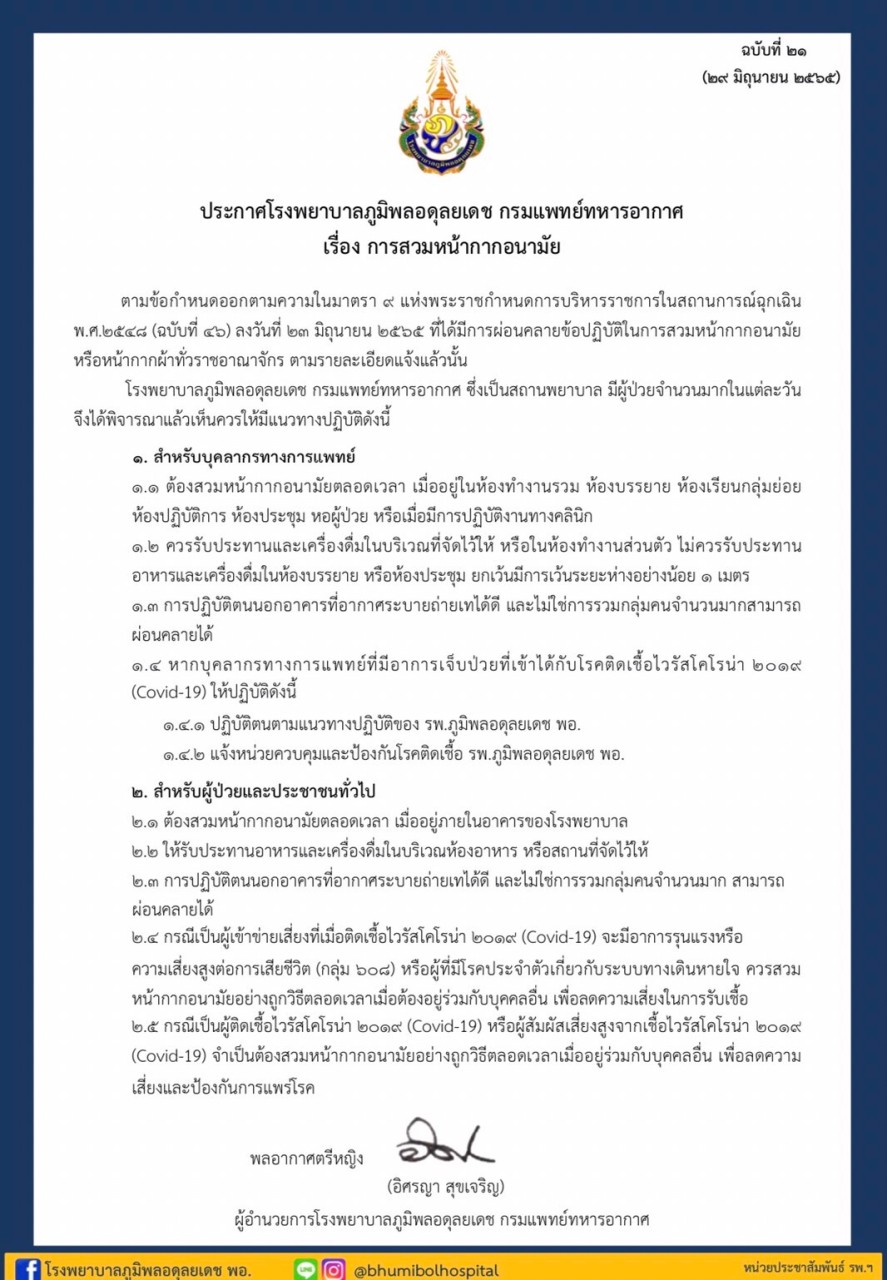 ฉบับที่ ๒๑
(๒๙ มิถุนายน ๒๕๖๕)
ประกาศโรงพยาบาลภูมิพลอดุลยเดช กรมแพทย์ทหารอากาศ
เรื่อง การสวมหน้ากากอนามัย
ตามข้อกำหนดออกตามความในมาตรา ๙ แห่งพระราชกำหนดการบริหารราชการในสถานการณ์ฉุกเฉิน
พ.ศ.๒๕๔๘ (ฉบับที่ ๔๖) ลงวันที่ ๒๓ มิถุนายน ๒๕๖๕ ที่ได้มีการผ่อนคลายข้อปฏิบัติในการสวมหน้ากากอนามัย
หรือหน้ากากผ้าทั่วราชอาณาจักร ตามรายละเอียดแจ้งแล้วนั้น
โรงพยาบาลภูมิพลอดุลยเดช กรมแพทย์ทหารอากาศ ซึ่งเป็นสถานพยาบาล มีผู้ป่วยจำนวนมากในแต่ละวัน
จึงได้พิจารณาแล้วเห็นควรให้มีแนวทางปฏิบัติดังนี้
๑. สำหรับบุคลากรทางการแพทย์
๑.๑ ต้องสวมหน้ากากอนามัยตลอดเวลา เมื่ออยู่ในห้องทำงานรวม ห้องบรรยาย ห้องเรียนกลุ่มย่อย
ห้องปฏิบัติการ ห้องประชุม หอผู้ป่วย หรือเมื่อมีการปฏิบัติงานทางคลินิก
๑.๒ ควรรับประทานและเครื่องดื่มในบริเวณที่จัดไว้ให้ หรือในห้องทำงานส่วนตัว ไม่ควรรับประทาน
อาหารและเครื่องดื่มในห้องบรรยาย หรือห้องประชุม ยกเว้นมีการเว้นระยะห่างอย่างน้อย ๑ เมตร
๑.๓ การปฏิบัติตนนอกอาคารที่อากาศระบายถ่ายเทได้ดี และไม่ใช่การรวมกลุ่มคนจำนวนมากสามารถ
ผ่อนคลายได้
๑.๔ หากบุคลากรทางการแพทย์ที่มีอาการเจ็บป่วยที่เข้าได้กับโรคติดเชื้อไวรัสโคโรน่า ๒๐๑๙
(Covid-19) ให้ปฏิบัติดังนี้
๑.๔.๑ ปฏิบัติตนตามแนวทางปฏิบัติของ รพ.ภูมิพลอดุลยเดช พอ.
๑.๔.๒ แจ้งหน่วยควบคุมและป้องกันโรคติดเชื้อ รพ.ภูมิพลอดุลยเดช พอ.
๒. สำหรับผู้ป่วยและประชาชนทั่วไป
๒.๑ ต้องสวมหน้ากากอนามัยตลอดเวลา เมื่ออยู่ภายในอาคารของโรงพยาบาล
๒.๒ ให้รับประทานอาหารและเครื่องดื่มในบริเวณห้องอาหาร หรือสถานที่จัดไว้ให้
๒.๓ การปฏิบัติตนนอกอาคารที่อากาศระบายถ่ายเทได้ดี และไม่ใช่การรวมกลุ่มคนจำนวนมาก สามารถ
ผ่อนคลายได้
๒.๔ กรณีเป็นผู้เข้าข่ายเสี่ยงที่เมื่อติดเชื้อไวรัสโคโรน่า ๒๐๑๙ (Covid-19) จะมีอาการรุนแรงหรือ
ความเสี่ยงสูงต่อการเสียชีวิต (กลุ่ม ๖๐๘) หรือผู้ที่มีโรคประจำตัวเกี่ยวกับระบบทางเดินหายใจ ควรสวม
หน้ากากอนามัยอย่างถูกวิธีตลอดเวลาเมื่อต้องอยู่ร่วมกับบุคคลอื่น เพื่อลดความเสี่ยงในการรับเชื้อ
๒.๕ กรณีเป็นผู้ติดเชื้อไวรัสโคโรน่า ๒๐๑๙ (Covid-19) หรือผู้สัมผัสเสี่ยงสูงจากเชื้อไวรัสโคโรน่า ๒๐๑๙
(Covid-19) จำเป็นต้องสวมหน้ากากอนามัยอย่างถูกวิธีตลอดเวลาเมื่ออยู่ร่วมกับบุคคลอื่น เพื่อลดความ
เสี่ยงและป้องกันการแพร่โรค
พลอากาศตรีหญิง
(อิศรญา สุขเจริญ)
ผู้อำนวยการโรงพยาบาลภูมิพลอดุลยเดช กรมแพทย์ทหารอากาศ
โรงพยาบาลภูมิพลอดุลยเดช พอ.
@bhumibolhospital
หน่วยประชาสัมพันธ์ รพ.ฯ